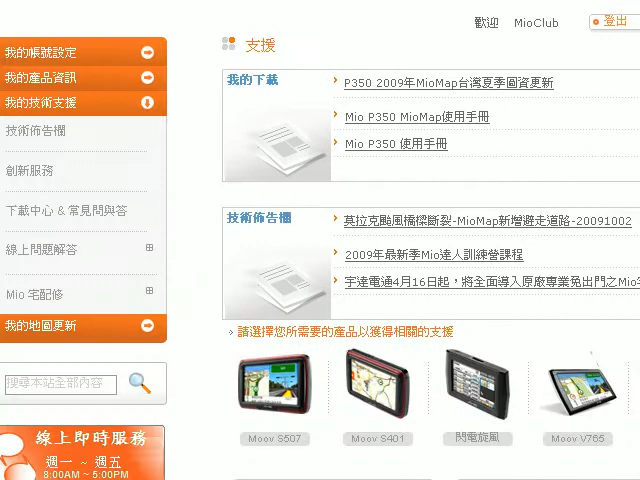 歡迎 MioClub 登出
支援
我的帳號設定
我的產品資訊
我的技術支援
技術佈告欄
創新服務
下載中心 & 常見問與答
線上問題解答
Mio 宅配修
我的地圖更新
搜尋本站全部內容
線上即時服務
週一 ~ 週五
8:00AM ~ 5:00PM
我的下載
P350 2009年MioMap台灣夏季圖資更新
Mio P350 MioMap使用手冊
Mio P350 使用手冊
技術佈告欄
莫拉克颱風橋樑斷裂-MioMap新增避走道路-20091002
2009年最新季Mio達人訓練營課程
宇達電通4月16日起，將全面導入原廠專業免出門之Mio宅
請選擇您所需要的產品以獲得相關的支援
Moov S507
Moov S401
閃電旋風
Moov V765